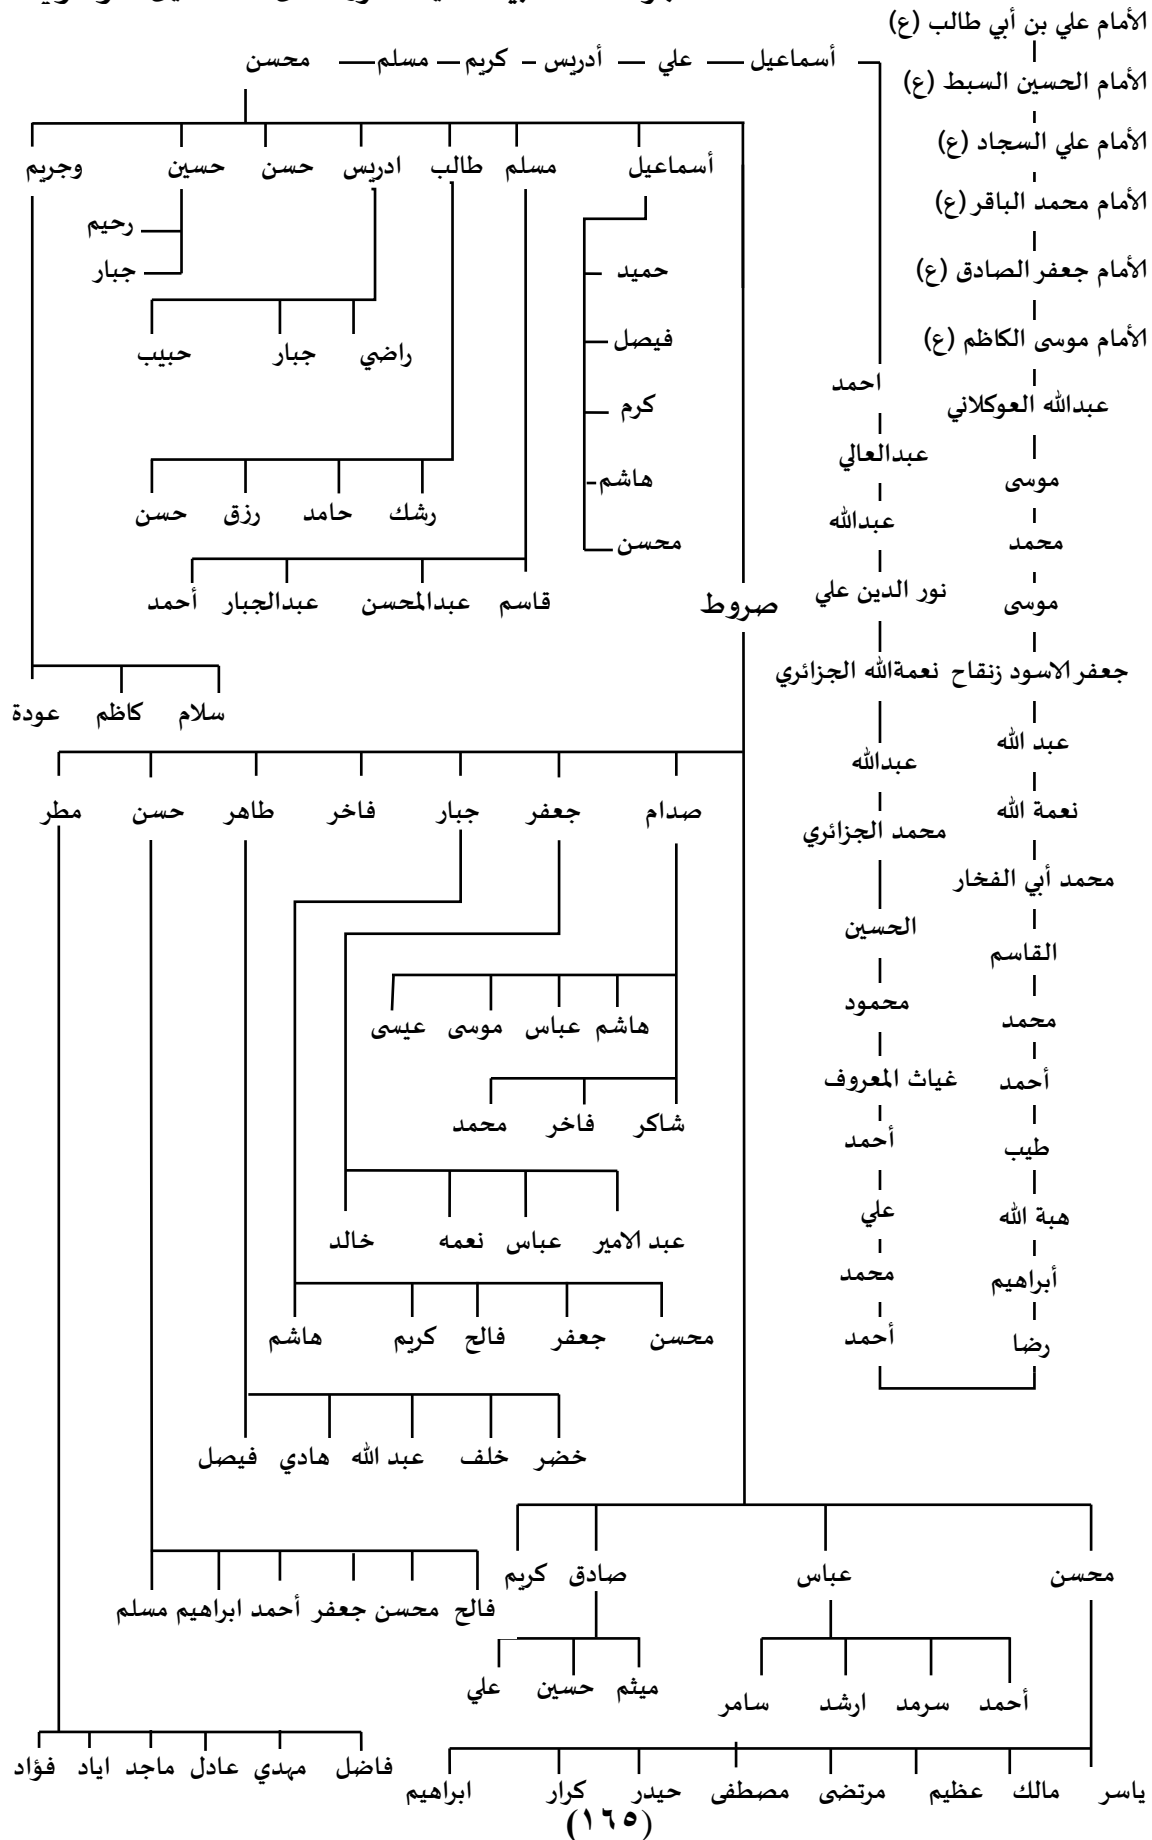 الأمام علي بن أبي طالب (ع)
الأمام الحسين السبط (ع)
الأمام علي السجاد (ع)
الأمام محمد الباقر (ع)
الأمام جعفر الصادق (ع)
الأمام موسى الكاظم (ع)
عبدالله العوكلاني
موسى
محمد
موسى
جعفر الاسود زنقاح
عبد الله
نعمة الله
محمد أبي الفخار
القاسم
محمد
أحمد
طيب
هبة الله
أبراهيم
رضا
أحمد
محمد
علي
أحمد
غياث المعروف
محمود
الحسين
محمد الجزائري
عبدالله
نعمةالله الجزائري
نور الدين علي
عبدالله
عبدالعالي
احمد
أسماعيل علي أدريس كريم مسلم محسن
أسماعيل مسلم طالب ادريس حسن حسين وجريم
رحيم
جبار
حميد
فيصل
كرم
هاشم
محسن
راضي جبار حبيب
رشك حامد رزق حسن
قاسم عبدالمحسن عبدالجبار أحمد
صروط
سلام كاظم عودة
صدام جعفر جبار فاخر طاهر حسن مطر
هاشم عباس موسى عيسى
شاكر فاخر محمد
عبد الامير عباس نعمه خالد
محسن جعفر فالح كريم هاشم
خضر خلف عبد الله هادي فيصل
محسن عباس صادق كريم
فالح محسن جعفر أحمد ابراهيم مسلم
ميثم حسين علي
أحمد سرمد ارشد سامر
فاضل مهدي عادل ماجد اياد فؤاد
ياسر مالك عظيم مرتضى مصطفى حيدر كرار ابراهيم
(١٦٥)